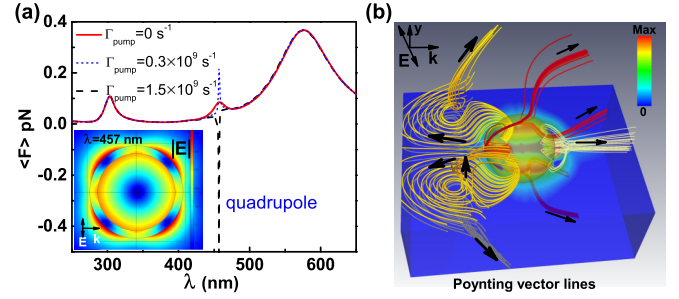 (a)
Γpump=0 s⁻¹
Γpump=0.3×10⁹ s⁻¹
Γpump=1.5×10⁹ s⁻¹
<F> pN
0.4
0.2
0.0
-0.2
-0.4
λ=457 nm
|E|
E
k
quadrupole
300
400
500
600
λ (nm)
(b)
y
E
k
Max
0
Poynting vector lines